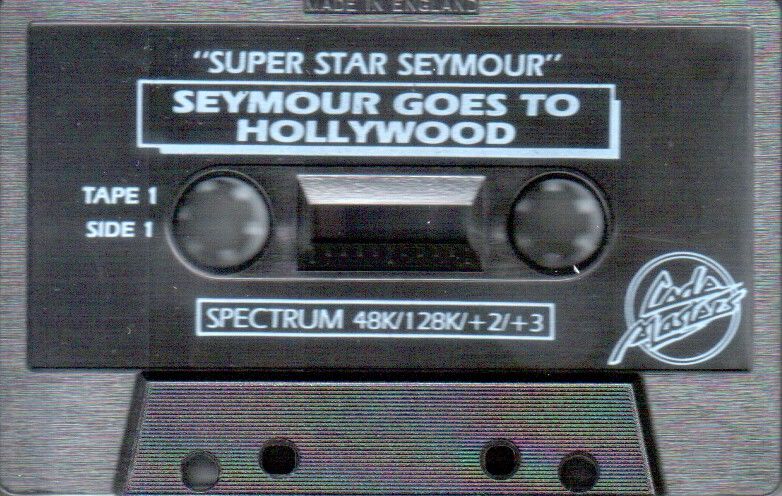 MADE IN ENGLAND
"SUPER STAR SEYMOUR"
SEYMOUR GOES TO
HOLLYWOOD
TAPE 1
SIDE 1
SPECTRUM 48K/128K/+2/+3
Code
Masters